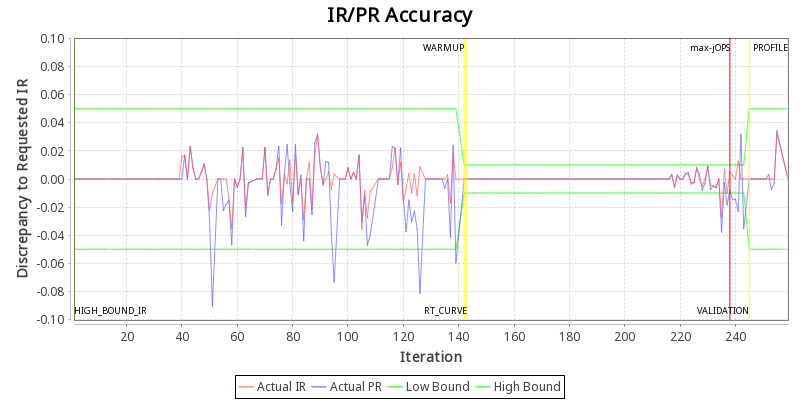 IR/PR Accuracy
Discrepancy to Requested IR
0.10
0.08
0.06
0.04
0.02
0.00
-0.02
-0.04
-0.06
-0.08
-0.10
WARMUP
max-jOPS
PROFILE
HIGH_BOUND_IR
RT_CURVE
VALIDATION
20 40 60 80 100 120 140 160 180 200 220 240
Iteration
Actual IR Actual PR Low Bound High Bound